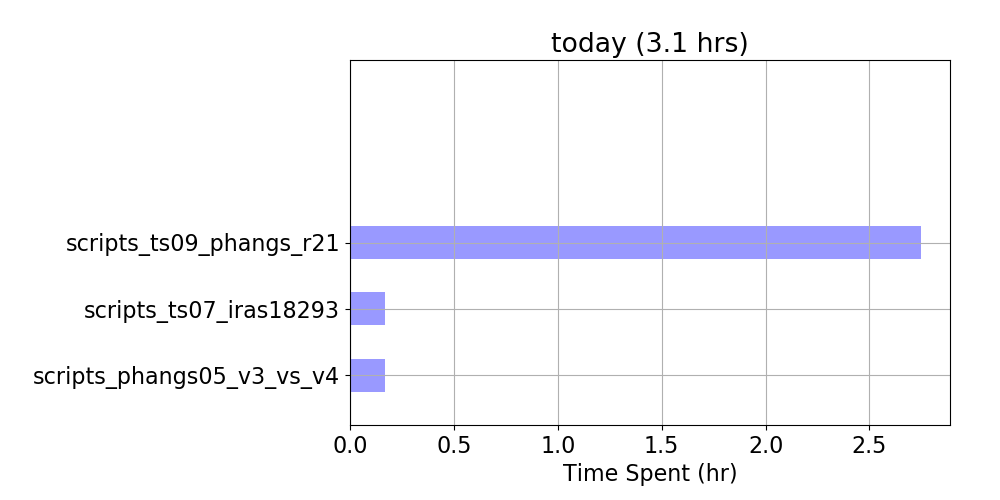 today (3.1 hrs)
scripts_ts09_phangs_r21
scripts_ts07_iras18293
scripts_phangs05_v3_vs_v4
0.0 0.5 1.0 1.5 2.0 2.5
Time Spent (hr)